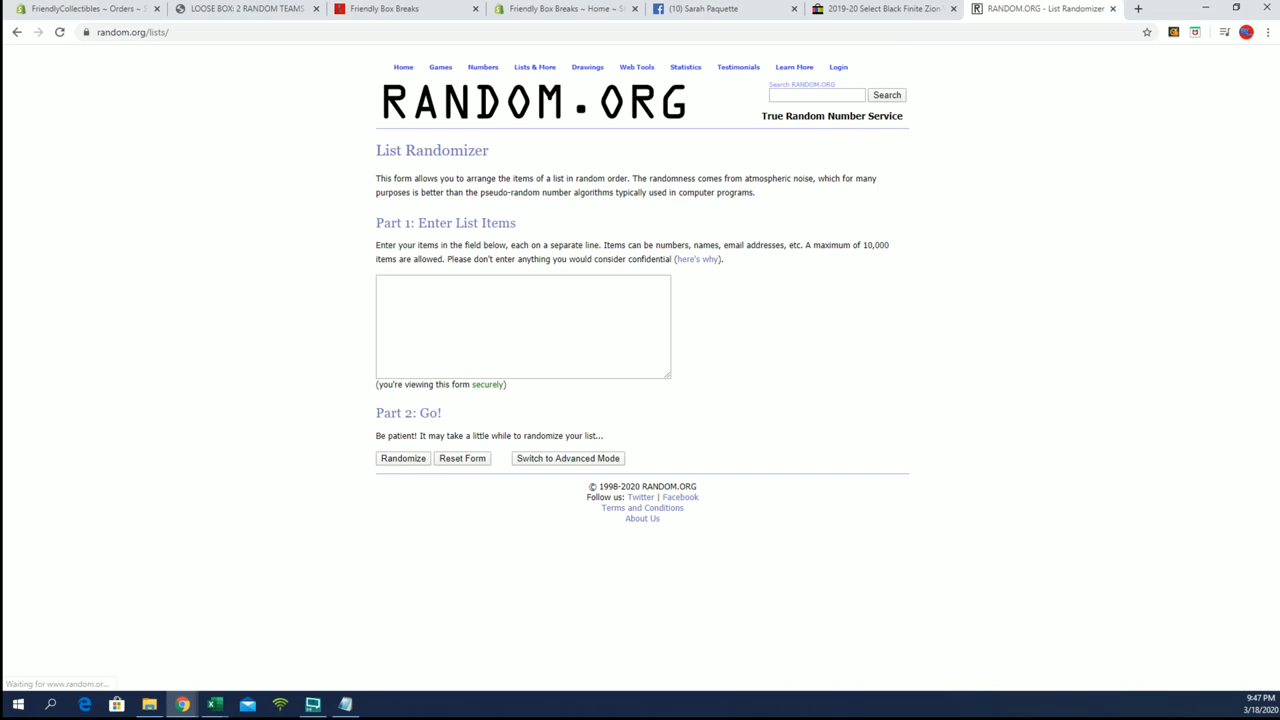 FriendlyCollectibles ~ Orders ~ S
LOOSE BOX: 2 RANDOM TEAMS
Friendly Box Breaks
Friendly Box Breaks ~ Home ~ S
(10) Sarah Paquette
2019-20 Select Black Finite Zion
RANDOM.ORG - List Randomizer
random.org/lists/
Home Games Numbers Lists & More Drawings Web Tools Statistics Testimonials Learn More Login
RANDOM.ORG
Search RANDOM.ORG
Search
True Random Number Service
List Randomizer
This form allows you to arrange the items of a list in random order. The randomness comes from atmospheric noise, which for many
purposes is better than the pseudo-random number algorithms typically used in computer programs.
Part 1: Enter List Items
Enter your items in the field below, each on a separate line. Items can be numbers, names, email addresses, etc. A maximum of 10,000
items are allowed. Please don't enter anything you would consider confidential (here's why).
(you're viewing this form securely)
Part 2: Go!
Be patient! It may take a little while to randomize your list...
Randomize Reset Form Switch to Advanced Mode
© 1998-2020 RANDOM.ORG
Follow us: Twitter | Facebook
Terms and Conditions
About Us
Waiting for www.random.or...
9:47 PM
3/18/2020